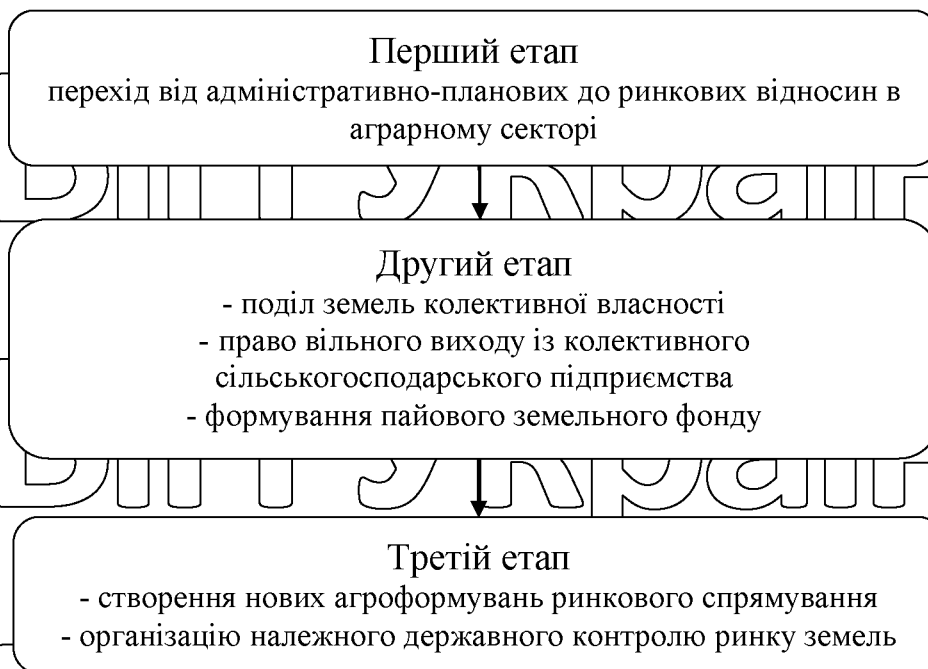 Перший етап
перехід від адміністративно-планових до ринкових відносин в
аграрному секторі
Другий етап
- поділ земель колективної власності
- право вільного виходу із колективного
сільськогосподарського підприємства
- формування пайового земельного фонду
Третій етап
- створення нових агроформувань ринкового спрямування
- організацію належного державного контролю ринку земель